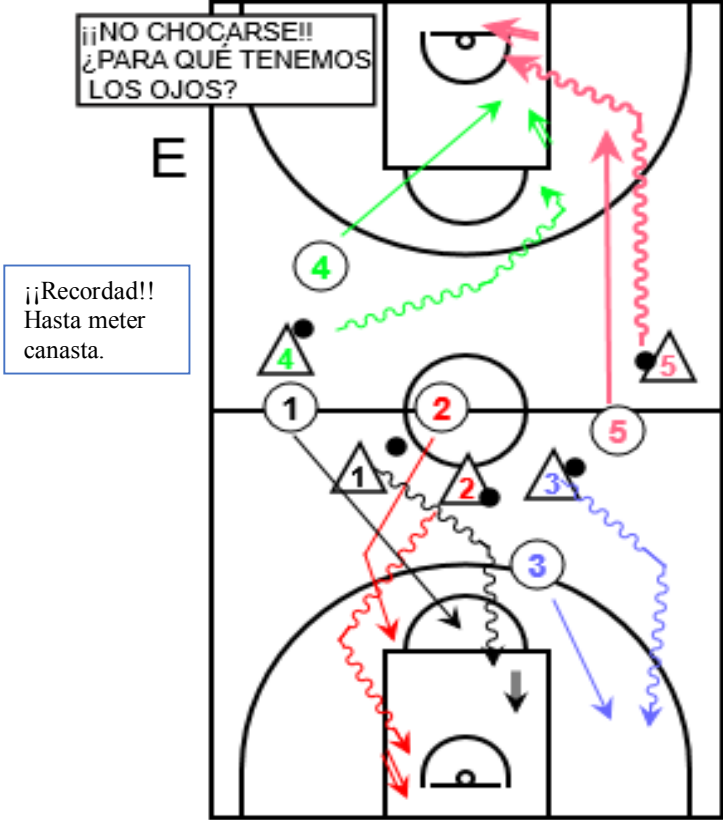 ¡¡NO CHOCARSE!!
¿PARA QUÉ TENEMOS
LOS OJOS?
E
¡¡Recordad!!
Hasta meter
canasta.
4
4
5
1
2
5
1
2
3
3